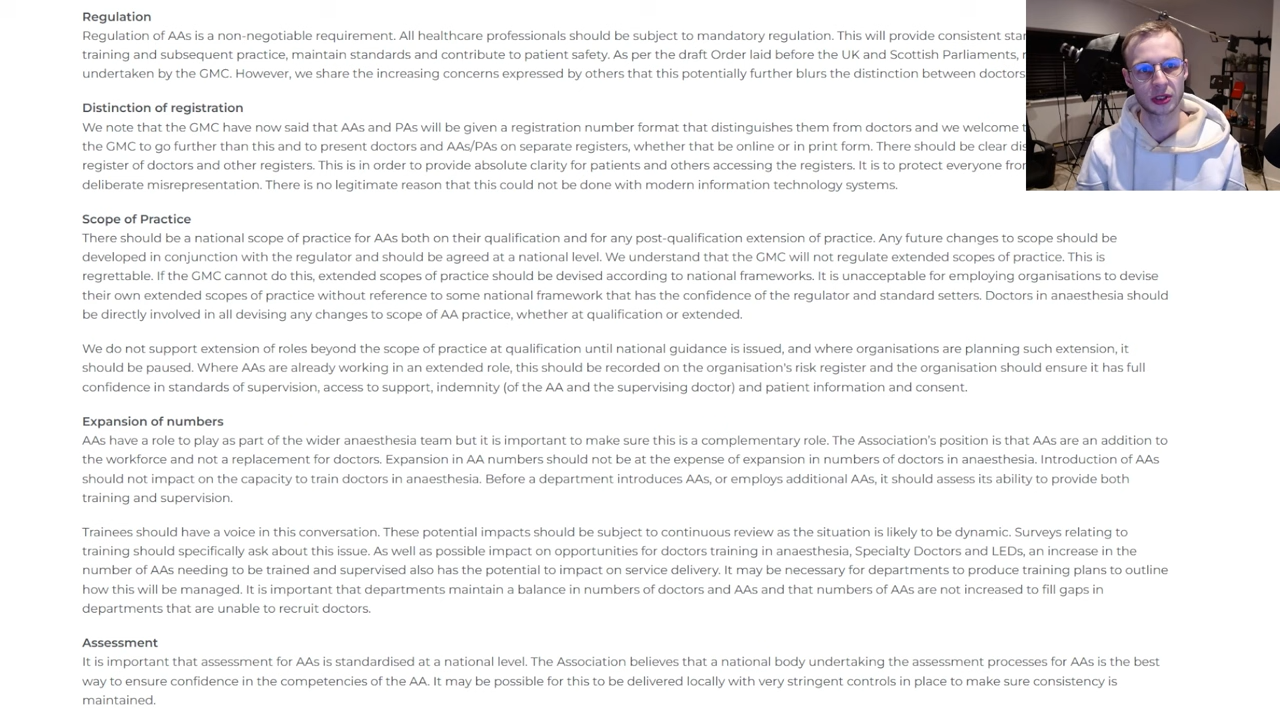 Regulation
Regulation of AAs is a non-negotiable requirement. All healthcare professionals should be subject to mandatory regulation. This will provide consistent
training and subsequent practice, maintain standards and contribute to patient safety. As per the draft Order laid before the UK and Scottish Parliaments,
undertaken by the GMC. However, we share the increasing concerns expressed by others that this potentially further blurs the distinction between doctors
Distinction of registration
We note that the GMC have now said that AAs and PAs will be given a registration number format that distinguishes them from doctors and we welcome
the GMC to go further than this and to present doctors and AAs/PAs on separate registers, whether that be online or in print form. There should be clear
register of doctors and other registers. This is in order to provide absolute clarity for patients and others accessing the registers. It is to protect everyone
deliberate misrepresentation. There is no legitimate reason that this could not be done with modern information technology systems.
Scope of Practice
There should be a national scope of practice for AAs both on their qualification and for any post-qualification extension of practice. Any future changes to scope should be
developed in conjunction with the regulator and should be agreed at a national level. We understand that the GMC will not regulate extended scopes of practice. This is
regrettable. If the GMC cannot do this, extended scopes of practice should be devised according to national frameworks. It is unacceptable for employing organisations to devise
their own extended scopes of practice without reference to some national framework that has the confidence of the regulator and standard setters. Doctors in anaesthesia should
be directly involved in all devising any changes to scope of AA practice, whether at qualification or extended.
We do not support extension of roles beyond the scope of practice at qualification until national guidance is issued, and where organisations are planning such extension, it
should be paused. Where AAs are already working in an extended role, this should be recorded on the organisation's risk register and the organisation should ensure it has full
confidence in standards of supervision, access to support, indemnity (of the AA and the supervising doctor) and patient information and consent.
Expansion of numbers
AAs have a role to play as part of the wider anaesthesia team but it is important to make sure this is a complementary role. The Association's position is that AAs are an addition to
the workforce and not a replacement for doctors. Expansion in AA numbers should not be at the expense of expansion in numbers of doctors in anaesthesia. Introduction of AAs
should not impact on the capacity to train doctors in anaesthesia. Before a department introduces AAs, or employs additional AAs, it should assess its ability to provide both
training and supervision.
Trainees should have a voice in this conversation. These potential impacts should be subject to continuous review as the situation is likely to be dynamic. Surveys relating to
training should specifically ask about this issue. As well as possible impact on opportunities for doctors training in anaesthesia, Specialty Doctors and LEDs, an increase in the
number of AAs needing to be trained and supervised also has the potential to impact on service delivery. It may be necessary for departments to produce training plans to outline
how this will be managed. It is important that departments maintain a balance in numbers of doctors and AAs and that numbers of AAs are not increased to fill gaps in
departments that are unable to recruit doctors.
Assessment
It is important that assessment for AAs is standardised at a national level. The Association believes that a national body undertaking the assessment processes for AAs is the best
way to ensure confidence in the competencies of the AA. It may be possible for this to be delivered locally with very stringent controls in place to make sure consistency is
maintained.